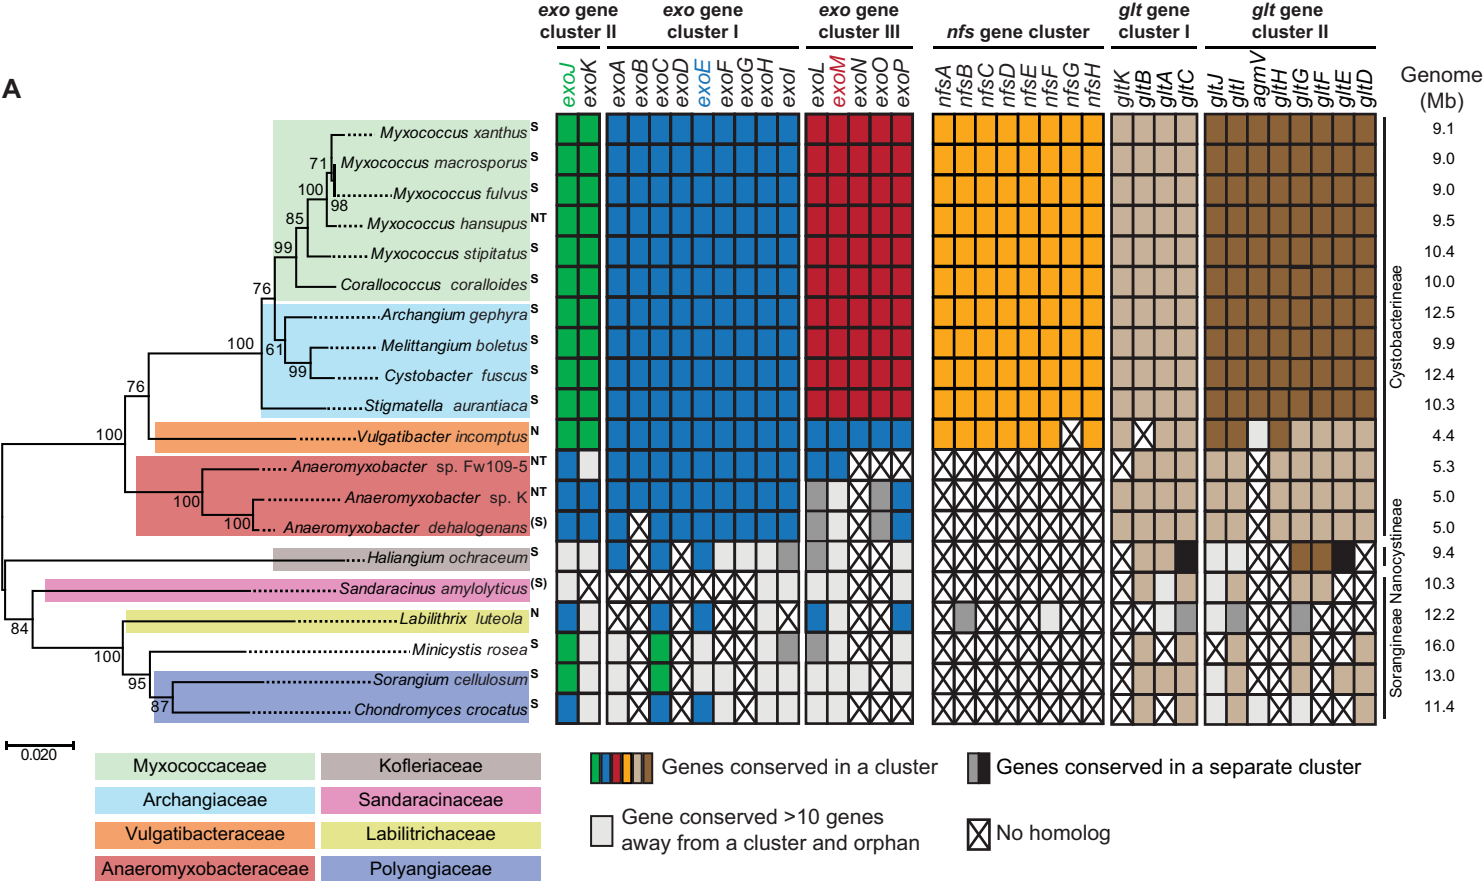 A
exo gene cluster II
exo gene cluster I
exo gene cluster III
nfs gene cluster
glt gene cluster I
glt gene cluster II
exoJ exoK exoA exoB exoC exoD exoE exoF exoG exoH exoI exoL exoM exoN exoO exoP nfsA nfsB nfsC nfsD nfsE nfsF nfsG nfsH gltK gltB gltA gltC gltJ gltI agmV gltH gltG gltF gltE gltD
Genome (Mb)
Myxococcus xanthus S 9.1
Myxococcus macrosporus S 9.0
Myxococcus fulvus S 9.0
Myxococcus hansupus NT 9.5
Myxococcus stipitatus S 10.4
Corallococcus coralloides S 10.0
Archangium gephyra S 12.5
Melittangium boletus S 9.9
Cystobacter fuscus S 12.4
Stigmatella aurantiaca S 10.3
Vulgatibacter incomptus N 4.4
Anaeromyxobacter sp. Fw109-5 NT 5.3
Anaeromyxobacter sp. K NT 5.0
Anaeromyxobacter dehalogenans (S) 5.0
Haliangium ochraceum S 9.4
Sandaracinus amylolyticus (S) 10.3
Labilithrix luteola N 12.2
Minicystis rosea S 16.0
Sorangium cellulosum S 13.0
Chondromyces crocatus S 11.4
71
100
98
85
99
76
100
61
99
76
100
100
100
84
100
95
87
0.020
Cystobacterineae
Nanocystineae
Sorangineae
Myxococcaceae
Archangiaceae
Vulgatibacteraceae
Anaeromyxobacteraceae
Kofleriaceae
Sandaracinaceae
Labilitrichaceae
Polyangiaceae
Genes conserved in a cluster
Gene conserved >10 genes
away from a cluster and orphan
Genes conserved in a separate cluster
No homolog